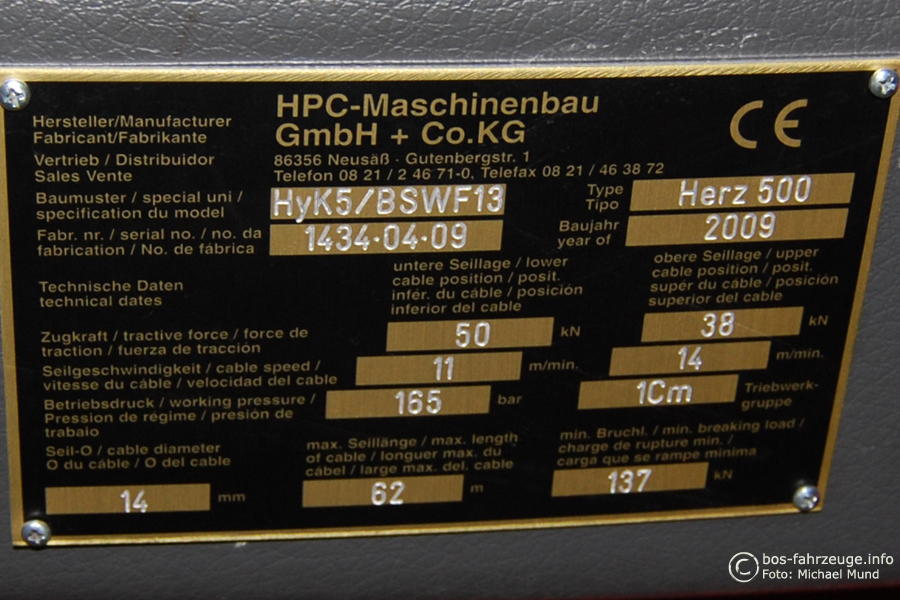 Hersteller/Manufacturer
Fabricant/Fabrikante
HPC-Maschinenbau
GmbH + Co.KG
CE
Vertrieb / Distribuidor
Sales Vente
86356 Neusäß · Gutenbergstr. 1
Telefon 08 21 / 2 46 71-0, Telefax 08 21 / 46 38 72
Baumuster / special uni /
specification du model
HyK5/BSWF13
Type
Tipo
Herz 500
Fabr. nr. / serial no. / no. da
fabrication / No. de fábrica
1434·04·09
Baujahr
year of
2009
Technische Daten
technical dates
untere Seillage / lower
cable position / posit.
infér. du cáble / posición
inferior del cable
obere Seillage / upper
cable position / posit.
supér du cáble / posición
superior del cable
Zugkraft / tractive force / force de
traction / fuerza de tracción
50 kN
38 kN
Seilgeschwindigkeit / cable speed /
vitesse du cáble / velocidad del cable
11 m/min.
14 m/min.
Betriebsdruck / working pressure /
Pression de régime / presión de
trabaio
165 bar
1Cm
Triebwerk-
gruppe
Seil-O / cable diameter
O du cáble / O del cable
14 mm
max. Seillänge / max. length
of cable / longuer max. du
cábel / large max. del. cable
62 m
min. Bruchl. / min. breaking load /
charge de rupture min. /
carga que se rampe minima
137 kN
© bos-fahrzeuge.info
Foto: Michael Mund